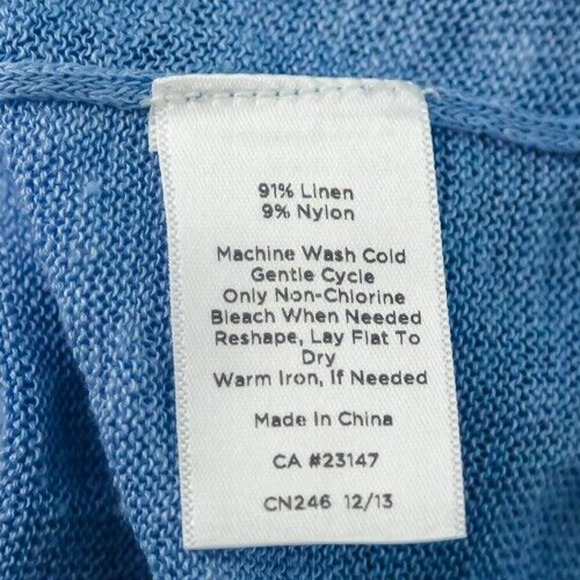 91% Linen
9% Nylon
Machine Wash Cold
Gentle Cycle
Only Non-Chlorine
Bleach When Needed
Reshape, Lay Flat To
Dry
Warm Iron, If Needed
Made In China
CA #23147
CN246 12/13